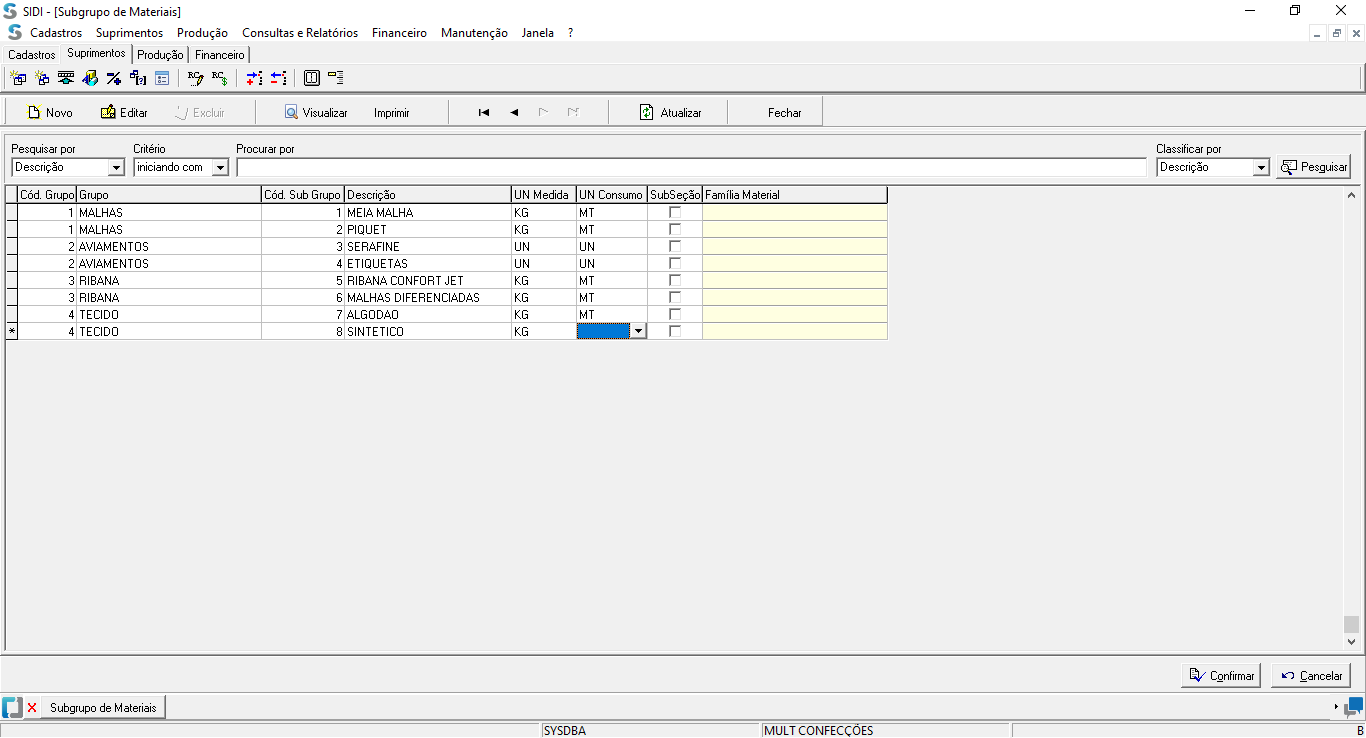 SIDI - [Subgrupo de Materiais]
Cadastros Suprimentos Produção Consultas e Relatórios Financeiro Manutenção Janela ?
Cadastros Suprimentos Produção Financeiro
Novo Editar Excluir Visualizar Imprimir Atualizar Fechar
Pesquisar por Critério Procurar por Classificar por
Descrição iniciando com Descrição Pesquisar
Cód. Grupo Grupo Cód. Sub Grupo Descrição UN Medida UN Consumo SubSeção Família Material
1 MALHAS 1 MEIA MALHA KG MT
1 MALHAS 2 PIQUET KG MT
2 AVIAMENTOS 3 SERAFINE UN UN
2 AVIAMENTOS 4 ETIQUETAS UN UN
3 RIBANA 5 RIBANA CONFORT JET KG MT
3 RIBANA 6 MALHAS DIFERENCIADAS KG MT
4 TECIDO 7 ALGODAO KG MT
* 4 TECIDO 8 SINTETICO KG
Confirmar Cancelar
Subgrupo de Materiais
SYSDBA MULT CONFECÇÕES B